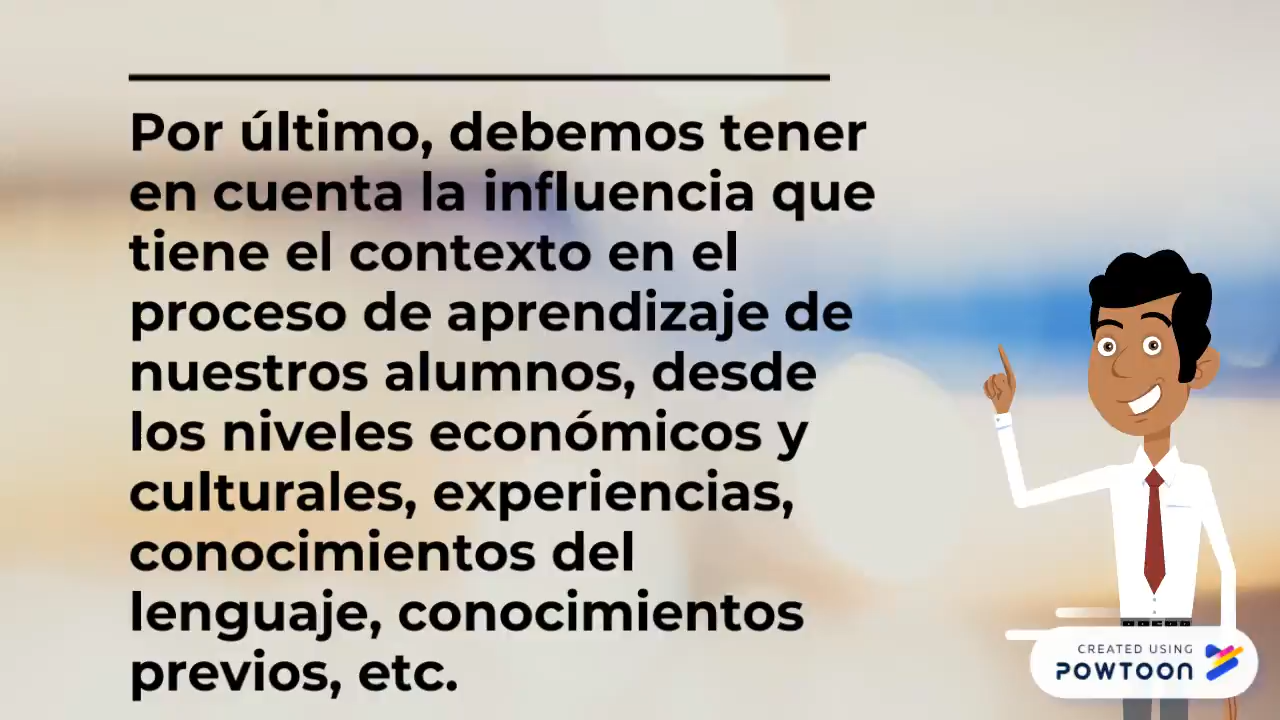 Por último, debemos tener
en cuenta la influencia que
tiene el contexto en el
proceso de aprendizaje de
nuestros alumnos, desde
los niveles económicos y
culturales, experiencias,
conocimientos del
lenguaje, conocimientos
previos, etc.
CREATED USING
POWTOON